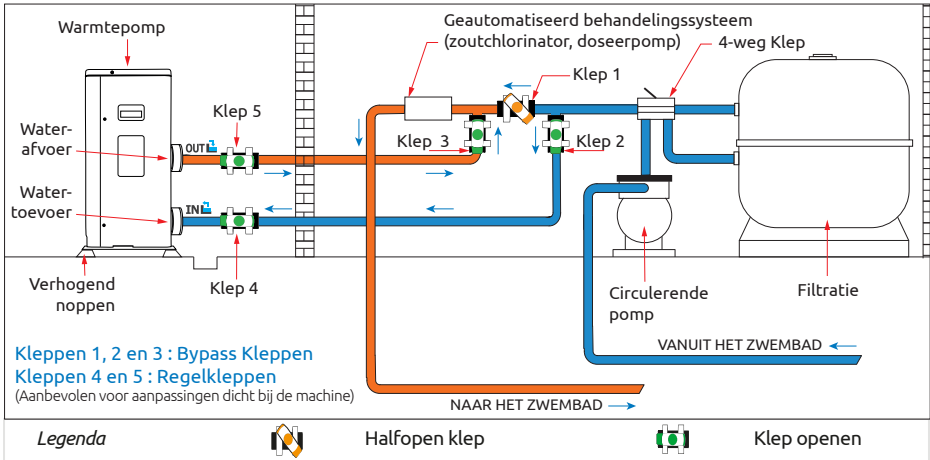 Geautomatiseerd behandelingssysteem
(zoutchlorinator, doseerpomp)
Warmtepomp
4-weg Klep
Klep 1
Klep 5
Water-
afvoer
OUT
Klep 3
Klep 2
Water-
toevoer
IN
Verhogend
noppen
Klep 4
Circulerende
pomp
Filtratie
VANUIT HET ZWEMBAD
Kleppen 1, 2 en 3 : Bypass Kleppen
Kleppen 4 en 5 : Regelkleppen
(Aanbevolen voor aanpassingen dicht bij de machine)
NAAR HET ZWEMBAD
Legenda
Halfopen klep
Klep openen